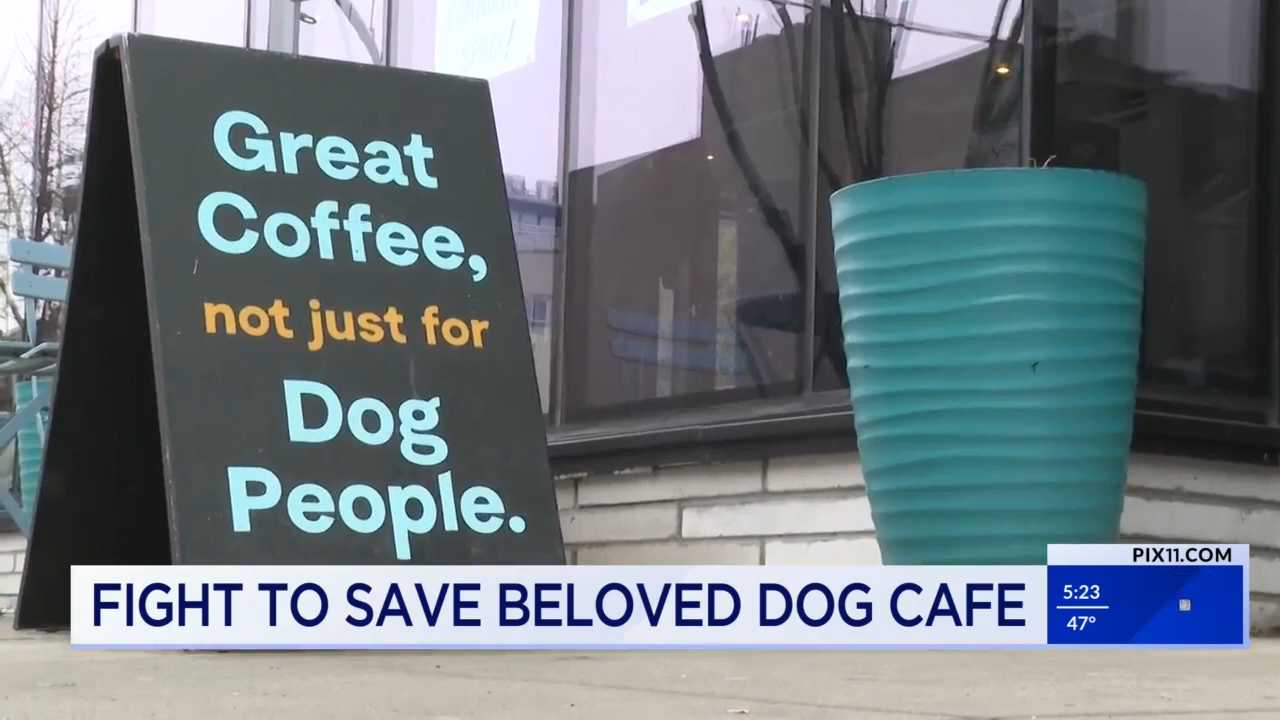 Great
Coffee,
not just for
Dog
People.
PIX11.COM
FIGHT TO SAVE BELOVED DOG CAFE
5:23
47°